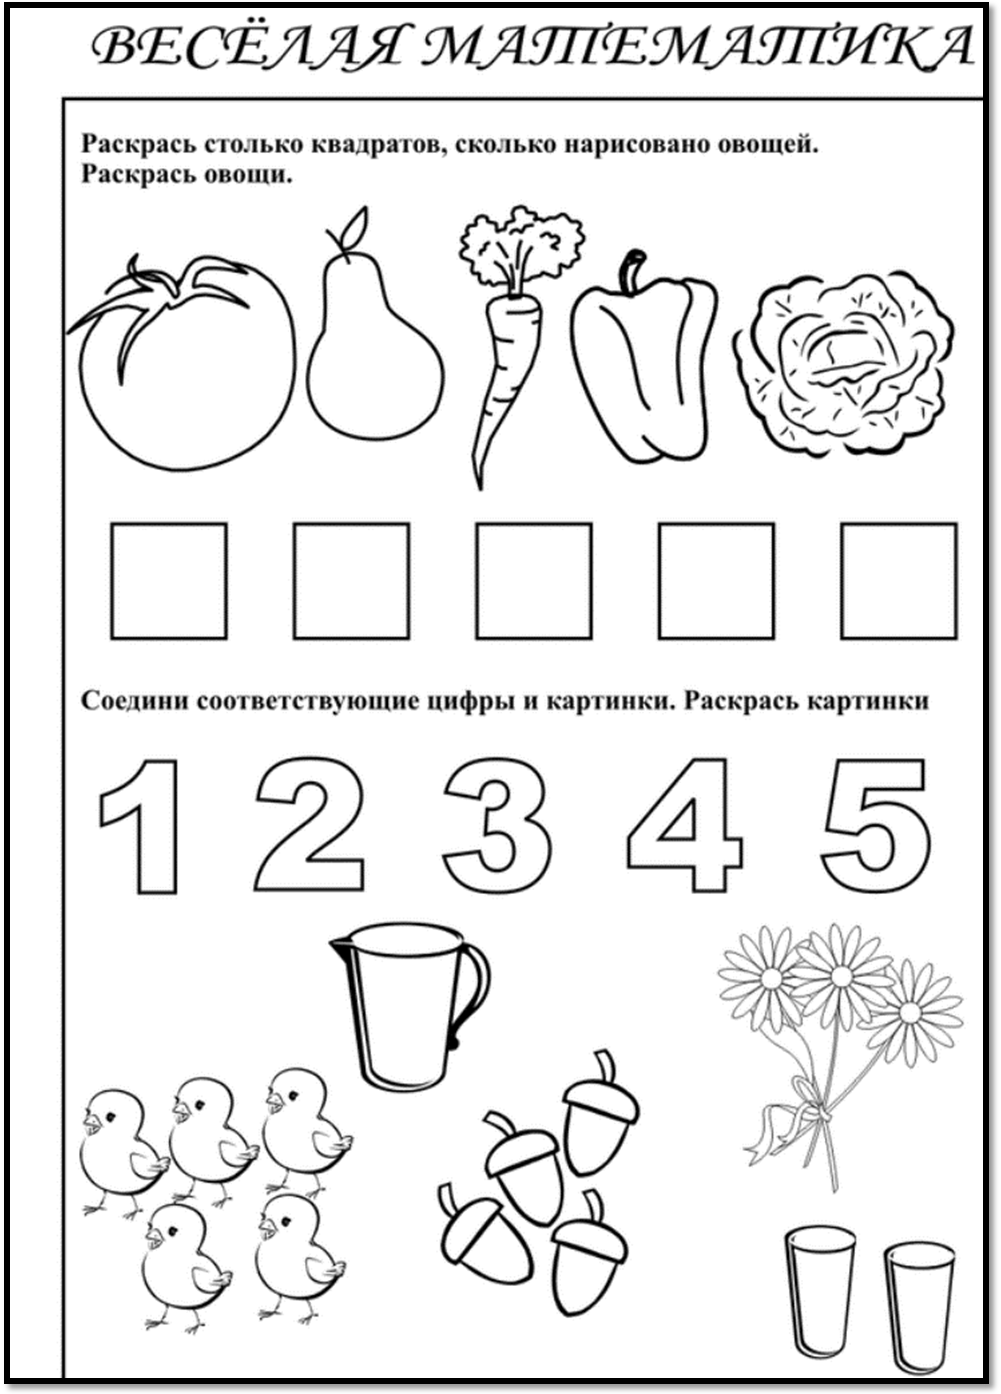 ВЕСЁЛАЯ МАТЕМАТИКА
Раскрась столько квадратов, сколько нарисовано овощей.
Раскрась овощи.
Соедини соответствующие цифры и картинки. Раскрась картинки
1 2 3 4 5